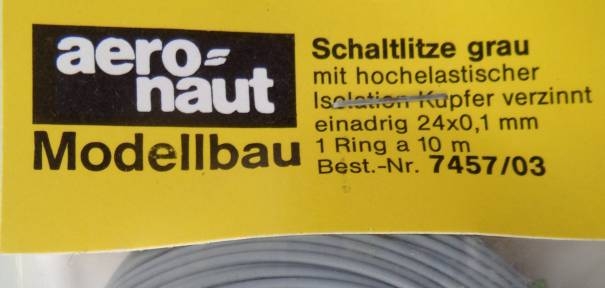 aero=
naut
Modellbau
Schaltlitze grau
mit hochelastischer
Isolation Kupfer verzinnt
einadrig 24x0,1 mm
1 Ring a 10 m
Best.-Nr. 7457/03